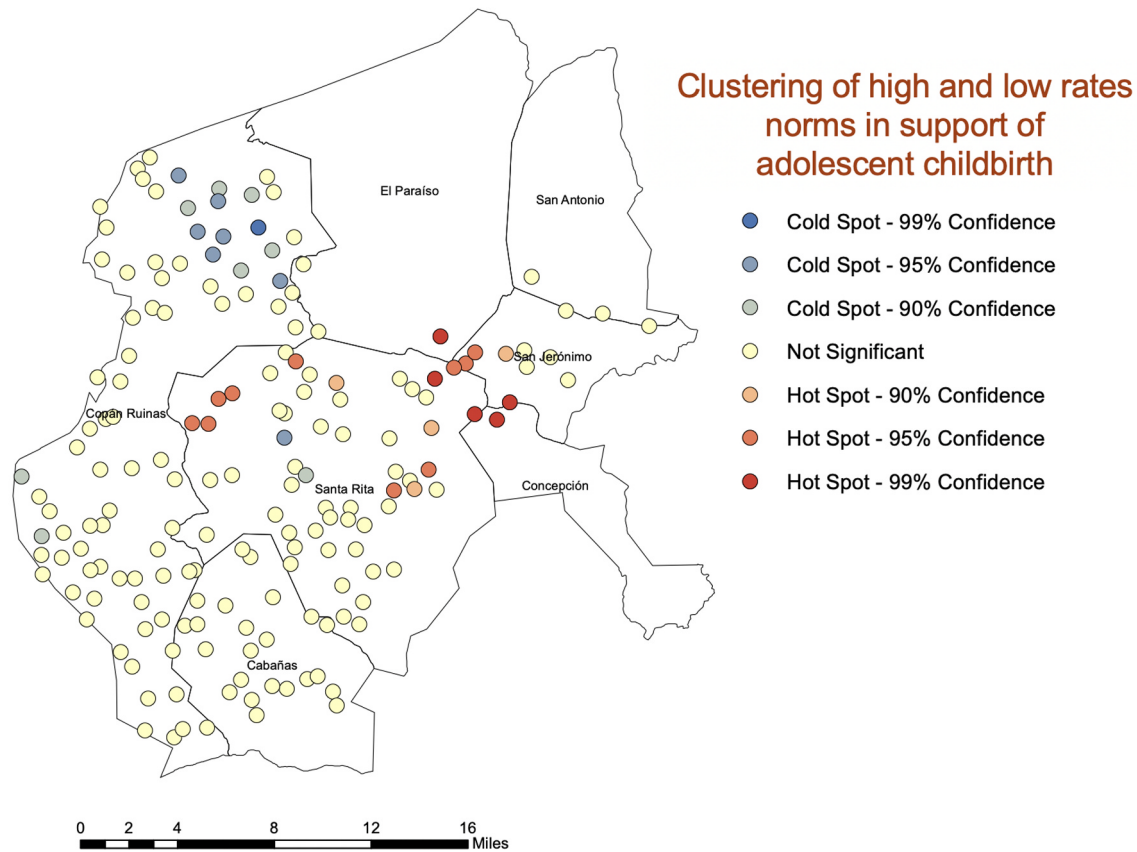 Clustering of high and low rates
norms in support of
adolescent childbirth
El Paraíso
San Antonio
Cold Spot - 99% Confidence
Cold Spot - 95% Confidence
Cold Spot - 90% Confidence
Not Significant
San Jerónimo
Hot Spot - 90% Confidence
Copán Ruinas
Hot Spot - 95% Confidence
Hot Spot - 99% Confidence
Santa Rita
Concepción
Cabañas
0 2 4 8 12 16
Miles